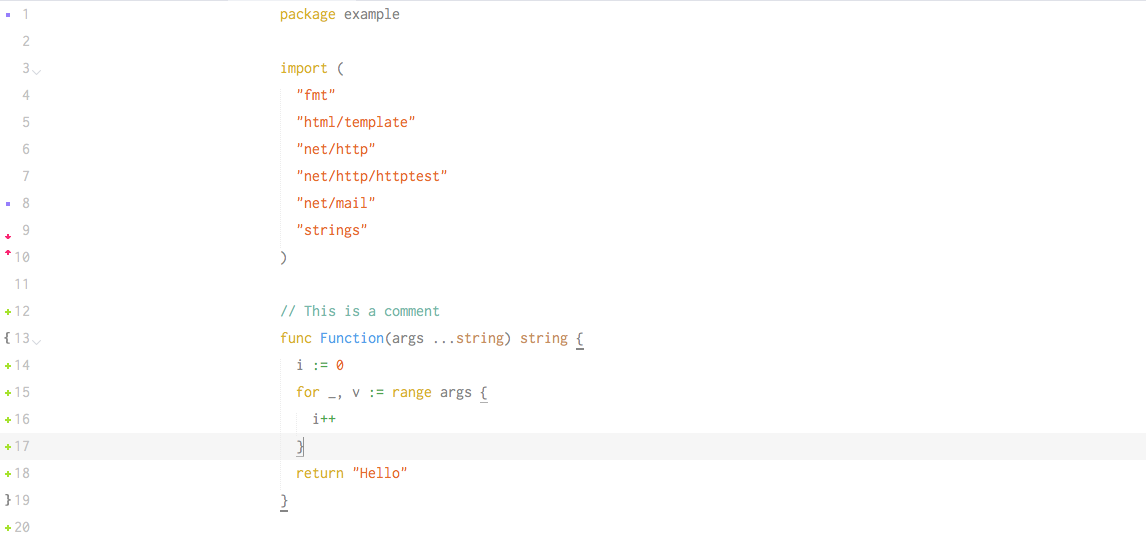 1 package example
2
3 import (
4 "fmt"
5 "html/template"
6 "net/http"
7 "net/http/httptest"
8 "net/mail"
9 "strings"
10 )
11
12 // This is a comment
{ 13 func Function(args ...string) string {
14 i := 0
15 for _, v := range args {
16 i++
17 }
18 return "Hello"
} 19 }
20